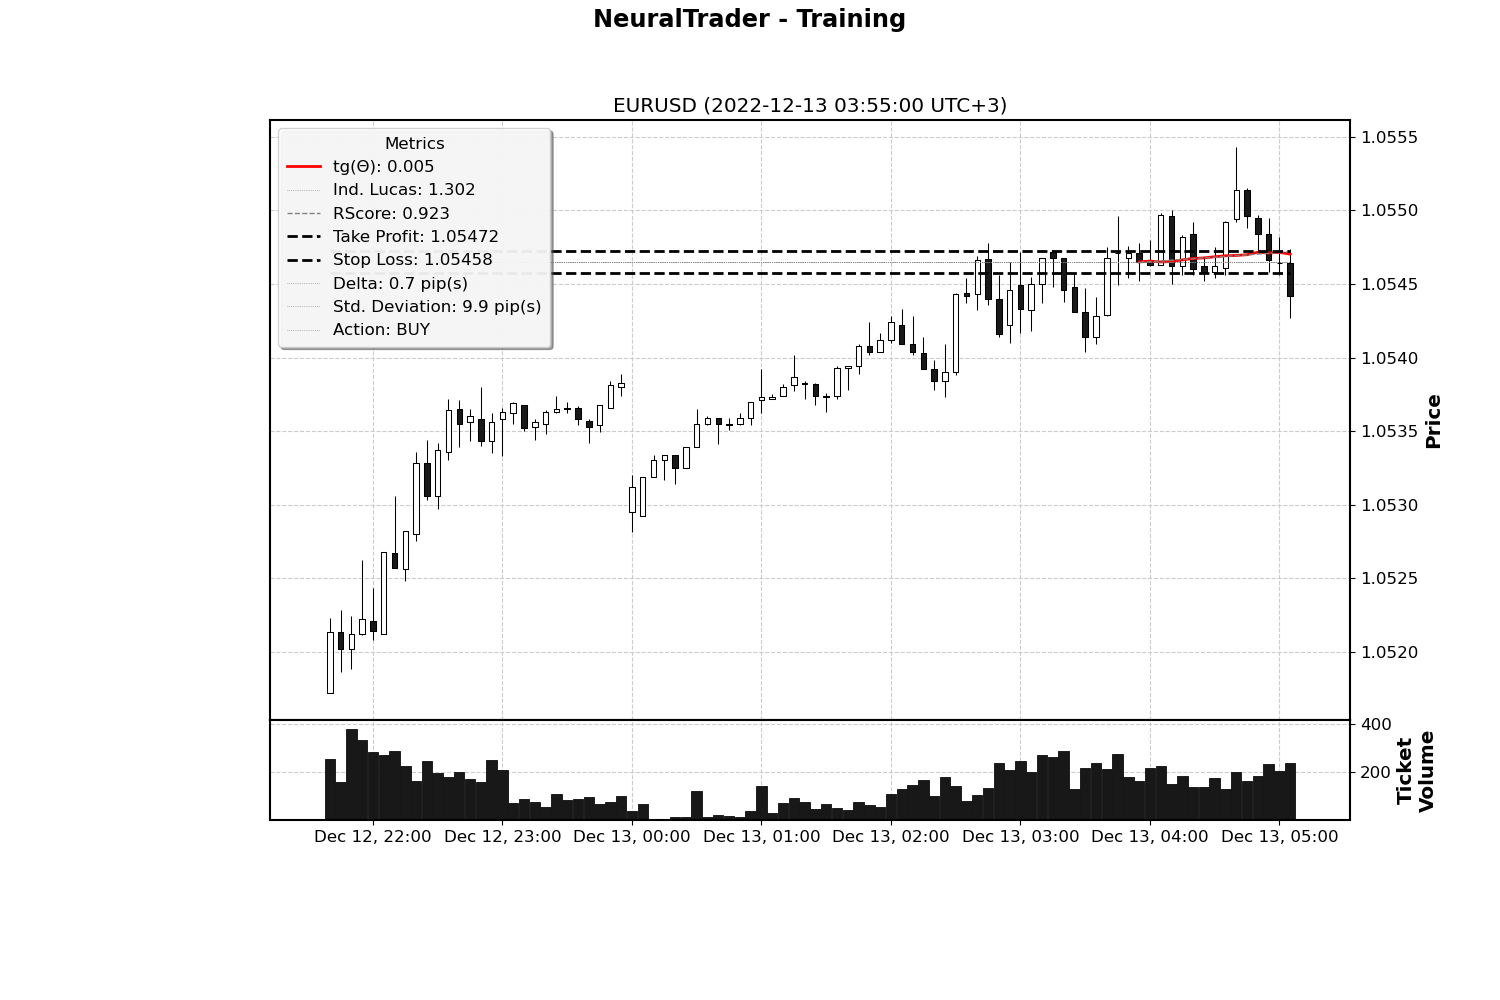 NeuralTrader - Training
EURUSD (2022-12-13 03:55:00 UTC+3)
Metrics
tg(Θ): 0.005
Ind. Lucas: 1.302
RScore: 0.923
Take Profit: 1.05472
Stop Loss: 1.05458
Delta: 0.7 pip(s)
Std. Deviation: 9.9 pip(s)
Action: BUY
1.0555
1.0550
1.0545
1.0540
1.0535
1.0530
1.0525
1.0520
Price
400
200
Ticket
Volume
Dec 12, 22:00 Dec 12, 23:00 Dec 13, 00:00 Dec 13, 01:00 Dec 13, 02:00 Dec 13, 03:00 Dec 13, 04:00 Dec 13, 05:00